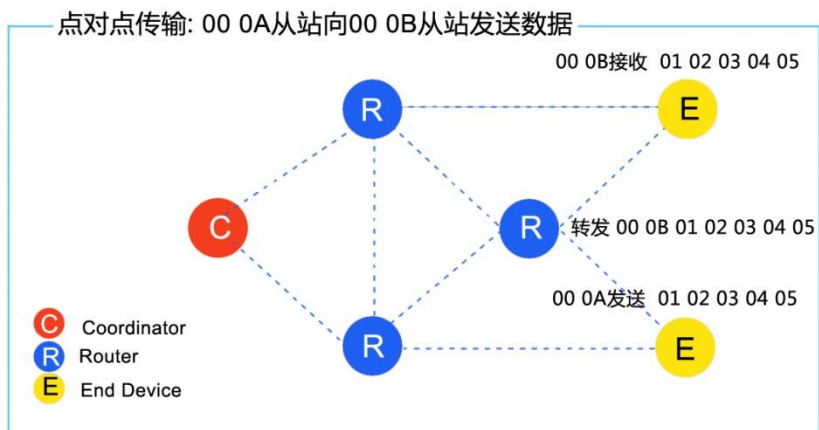 点对点传输: 00 0A从站向00 0B从站发送数据
00 0B接收 01 02 03 04 05
R
E
C
R
转发 00 0B 01 02 03 04 05
00 0A发送 01 02 03 04 05
R
E
C Coordinator
R Router
E End Device